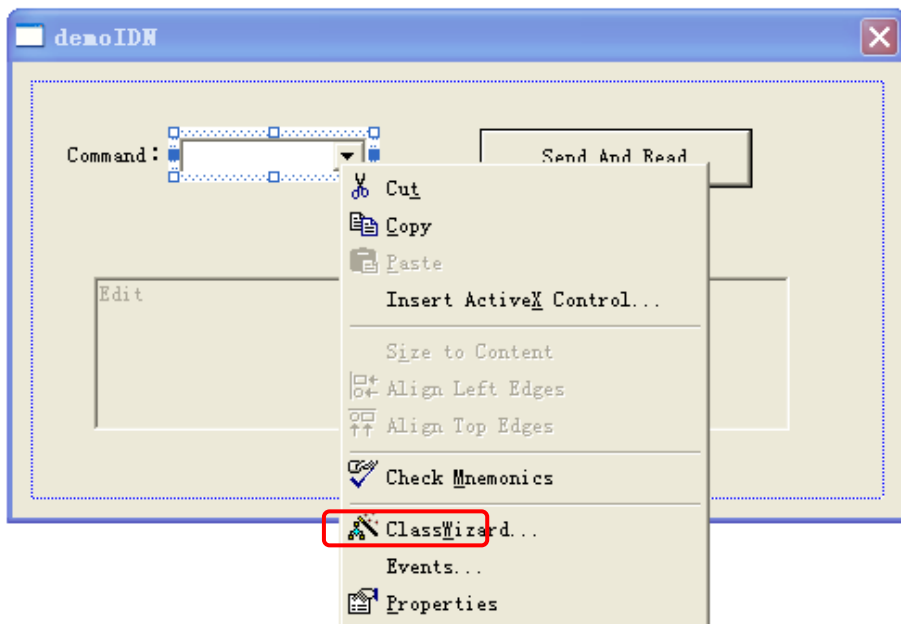 demoIDN
Command：
Send And Read
Cut
Copy
Paste
Edit
Insert ActiveX Control...
Size to Content
Align Left Edges
Align Top Edges
Check Mnemonics
ClassWizard...
Events...
Properties